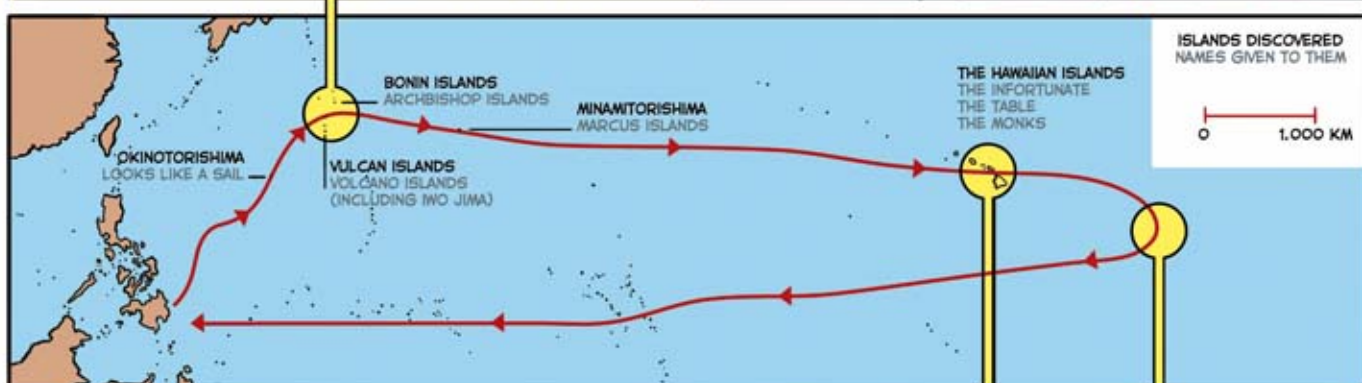 BONIN ISLANDS
ARCHBISHOP ISLANDS
MINAMITORISHIMA
MARCUS ISLANDS
THE HAWAIIAN ISLANDS
THE INFORTUNATE
THE TABLE
THE MONKS
ISLANDS DISCOVERED
NAMES GIVEN TO THEM
0 1.000 KM
OKINOTORISHIMA
LOOKS LIKE A SAIL
VULCAN ISLANDS
VOLCANO ISLANDS
(INCLUDING IWO JIMA)